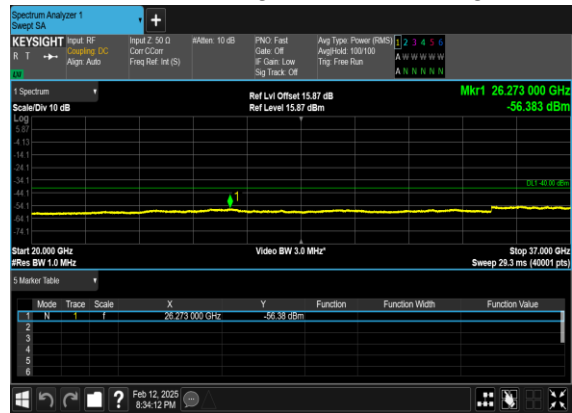 Spectrum Analyzer 1
Swept SA
+
KEYSIGHT Input: RF Input Z: 50 Ω #Atten: 10 dB PNO: Fast Avg Type: Power (RMS) 1 2 3 4 5 6
R T Coupling: DC Corr CCorr Gate: Off Avg|Hold: 100/100 A W W W W W
Align: Auto Freq Ref: Int (S) IF Gain: Low Trig: Free Run
Sig Track: Off A N N N N N
LW
1 Spectrum Ref Lvl Offset 15.87 dB Mkr1 26.273 000 GHz
Scale/Div 10 dB Ref Level 15.87 dBm -56.383 dBm
Log
5.87
-4.13
-14.1
-24.1
-34.1
DL1 -40.00 dBm
-44.1
1
-54.1
-64.1
-74.1
Start 20.000 GHz Video BW 3.0 MHz* Stop 37.000 GHz
#Res BW 1.0 MHz Sweep 29.3 ms (40001 pts)
5 Marker Table
Mode Trace Scale X Y Function Function Width Function Value
1 N 1 f 26.273 000 GHz -56.38 dBm
2
3
4
5
6
? Feb 12, 2025
8:34:12 PM